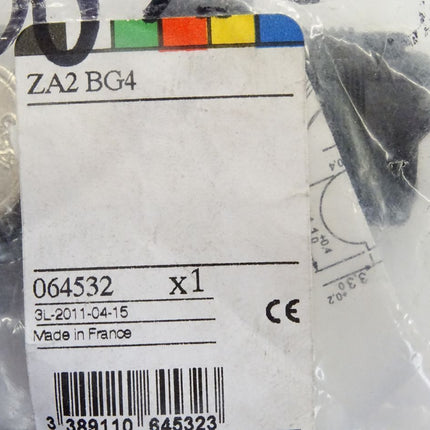 ZA2 BG4
064532 x1
3L-2011-04-15
Made in France
CE
3 389110 645323